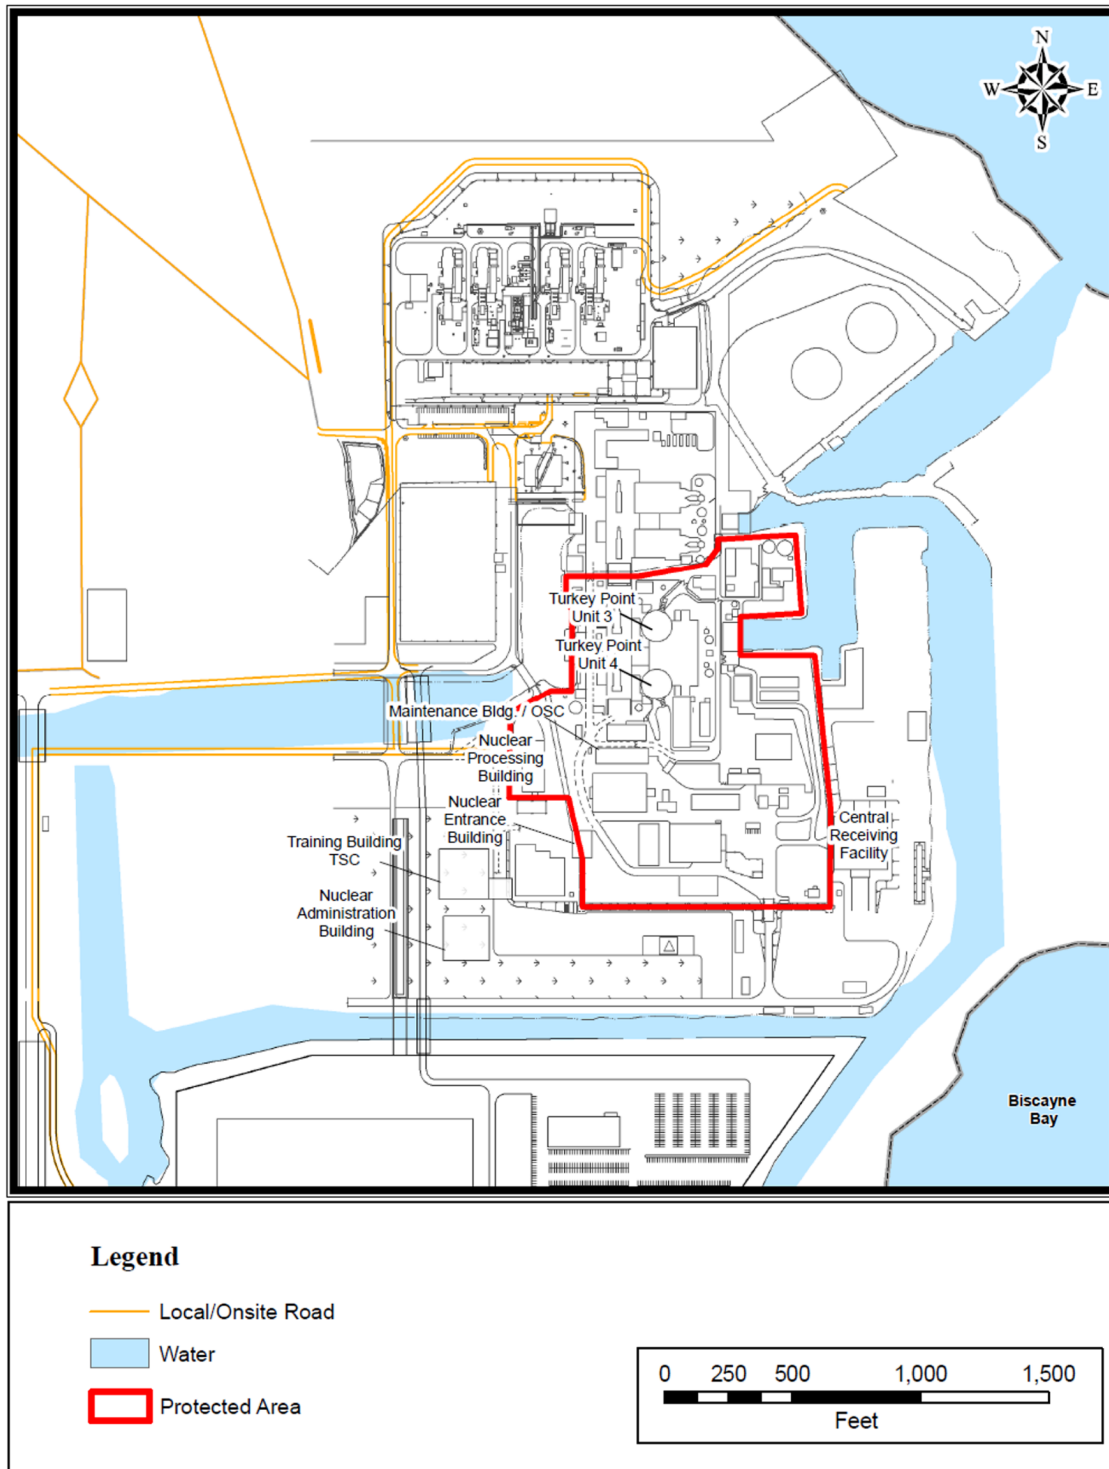 N
W E
S
Turkey Point
Unit 3
Turkey Point
Unit 4
Maintenance Bldg. / OSC
Nuclear
Processing
Building
Nuclear
Entrance
Building
Central
Receiving
Facility
Training Building
TSC
Nuclear
Administration
Building
Biscayne
Bay
Legend
Local/Onsite Road
Water
Protected Area
0 250 500 1,000 1,500
Feet